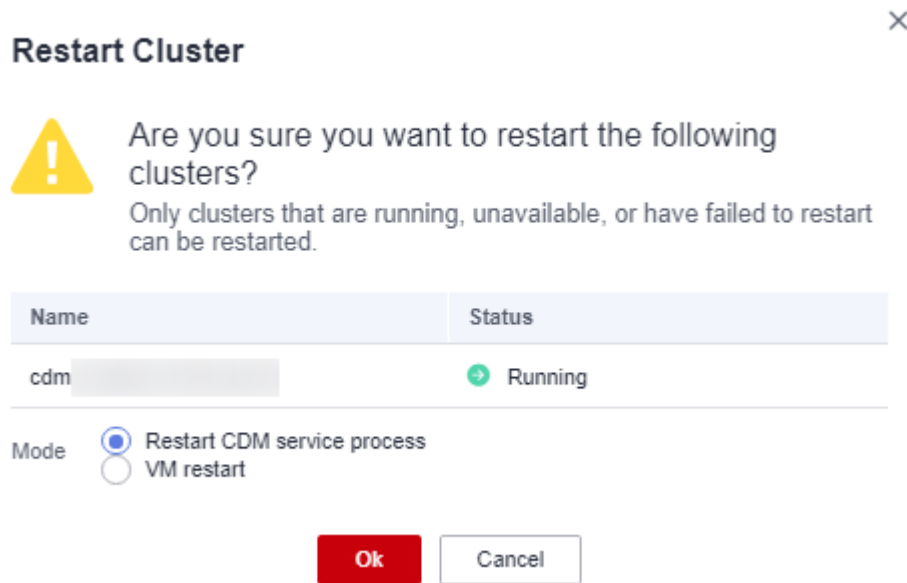 Restart Cluster
Are you sure you want to restart the following
clusters?
Only clusters that are running, unavailable, or have failed to restart
can be restarted.
Name Status
cdm Running
Mode Restart CDM service process
VM restart
Ok Cancel